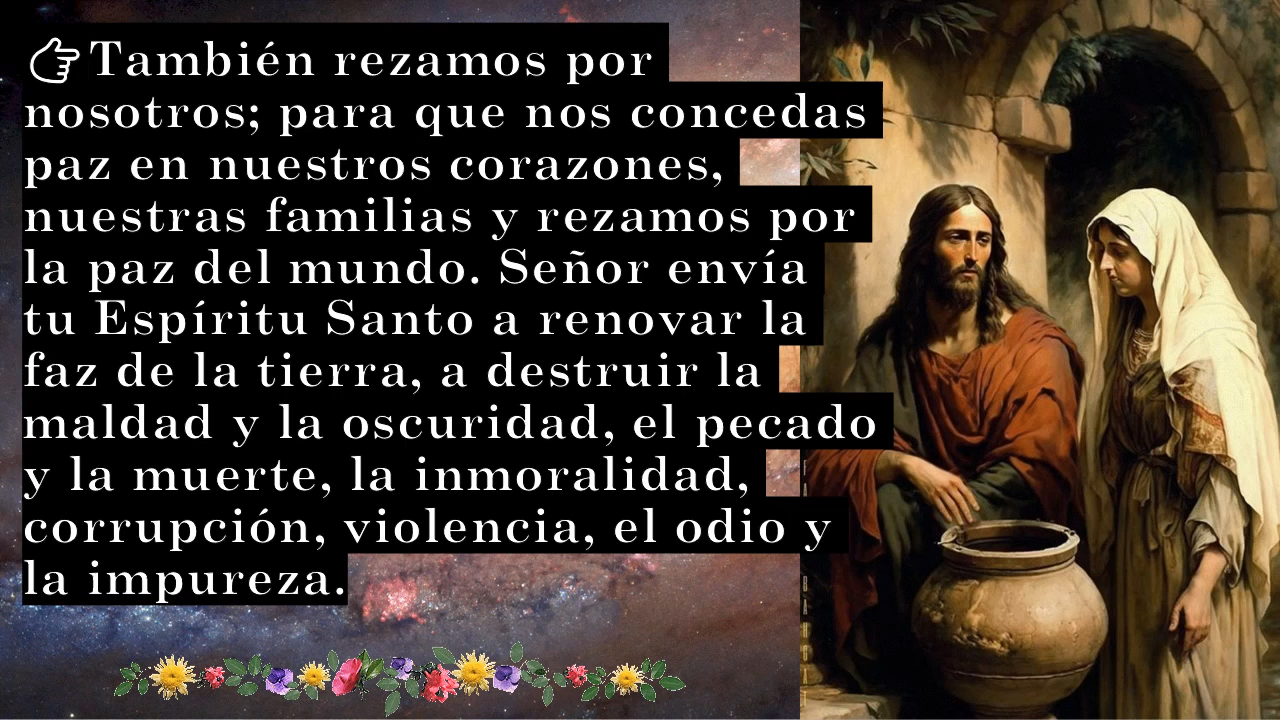 👉También rezamos por
nosotros; para que nos concedas
paz en nuestros corazones,
nuestras familias y rezamos por
la paz del mundo. Señor envía
tu Espíritu Santo a renovar la
faz de la tierra, a destruir la
maldad y la oscuridad, el pecado
y la muerte, la inmoralidad,
corrupción, violencia, el odio y
la impureza.